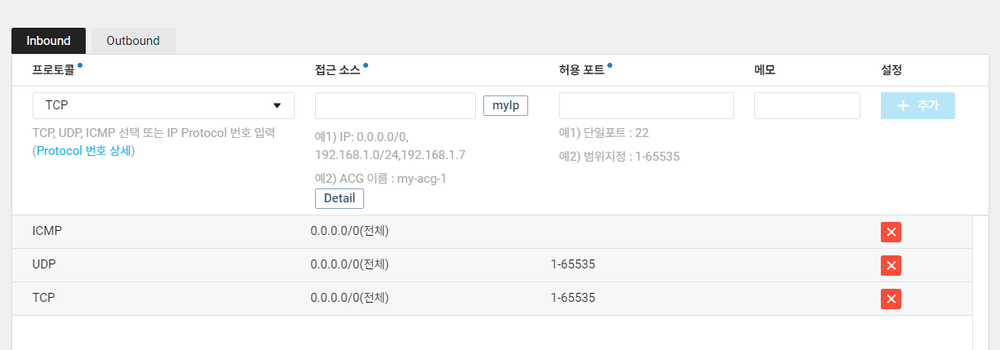 Inbound Outbound
프로토콜 접근 소스 허용 포트 메모 설정
TCP myIp + 추가
TCP, UDP, ICMP 선택 또는 IP Protocol 번호 입력
(Protocol 번호 상세)
예1) IP: 0.0.0.0/0,
192.168.1.0/24,192.168.1.7
예2) ACG 이름 : my-acg-1
Detail
예1) 단일포트 : 22
예2) 범위지정 : 1-65535
ICMP 0.0.0.0/0(전체)
UDP 0.0.0.0/0(전체) 1-65535
TCP 0.0.0.0/0(전체) 1-65535